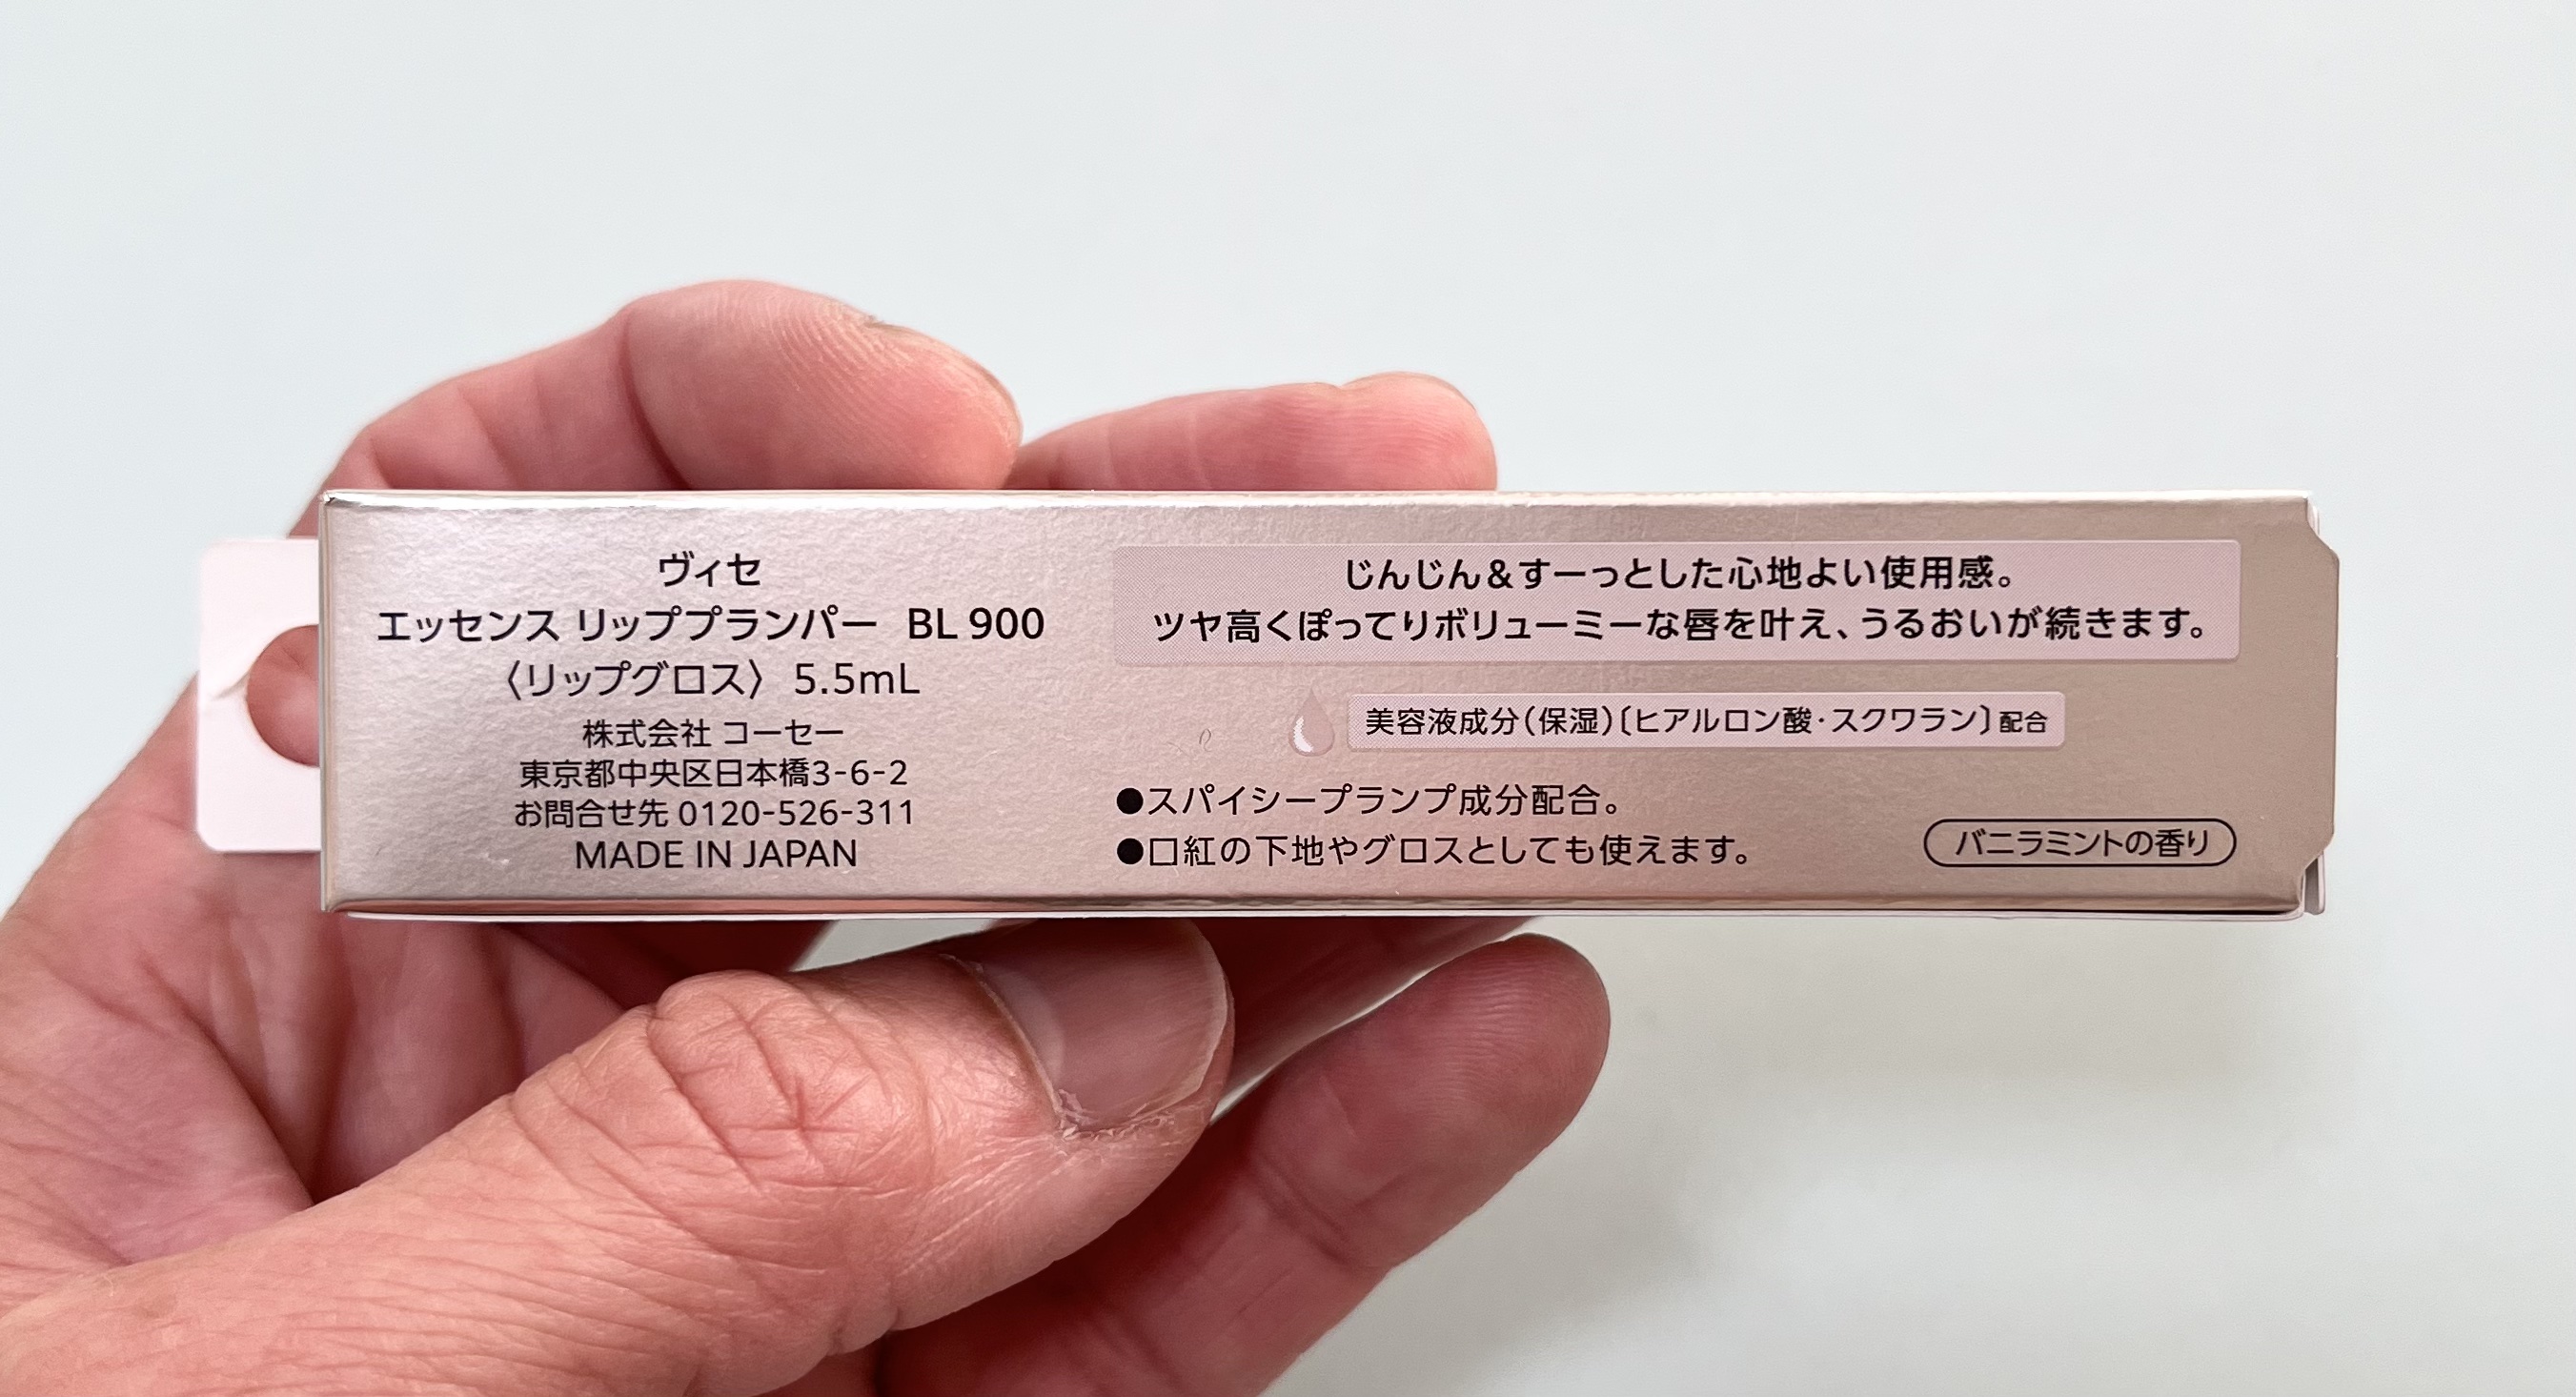 ヴィセ
エッセンス リッププランパー BL 900
〈リップグロス〉 5.5mL
株式会社 コーセー
東京都中央区日本橋3-6-2
お問合せ先 0120-526-311
MADE IN JAPAN
じんじん&すーっとした心地よい使用感。
ツヤ高くぽってりボリューミーな唇を叶え、うるおいが続きます。
美容液成分(保湿)〔ヒアルロン酸・スクワラン〕配合
●スパイシープランプ成分配合。
●口紅の下地やグロスとしても使えます。
バニラミントの香り